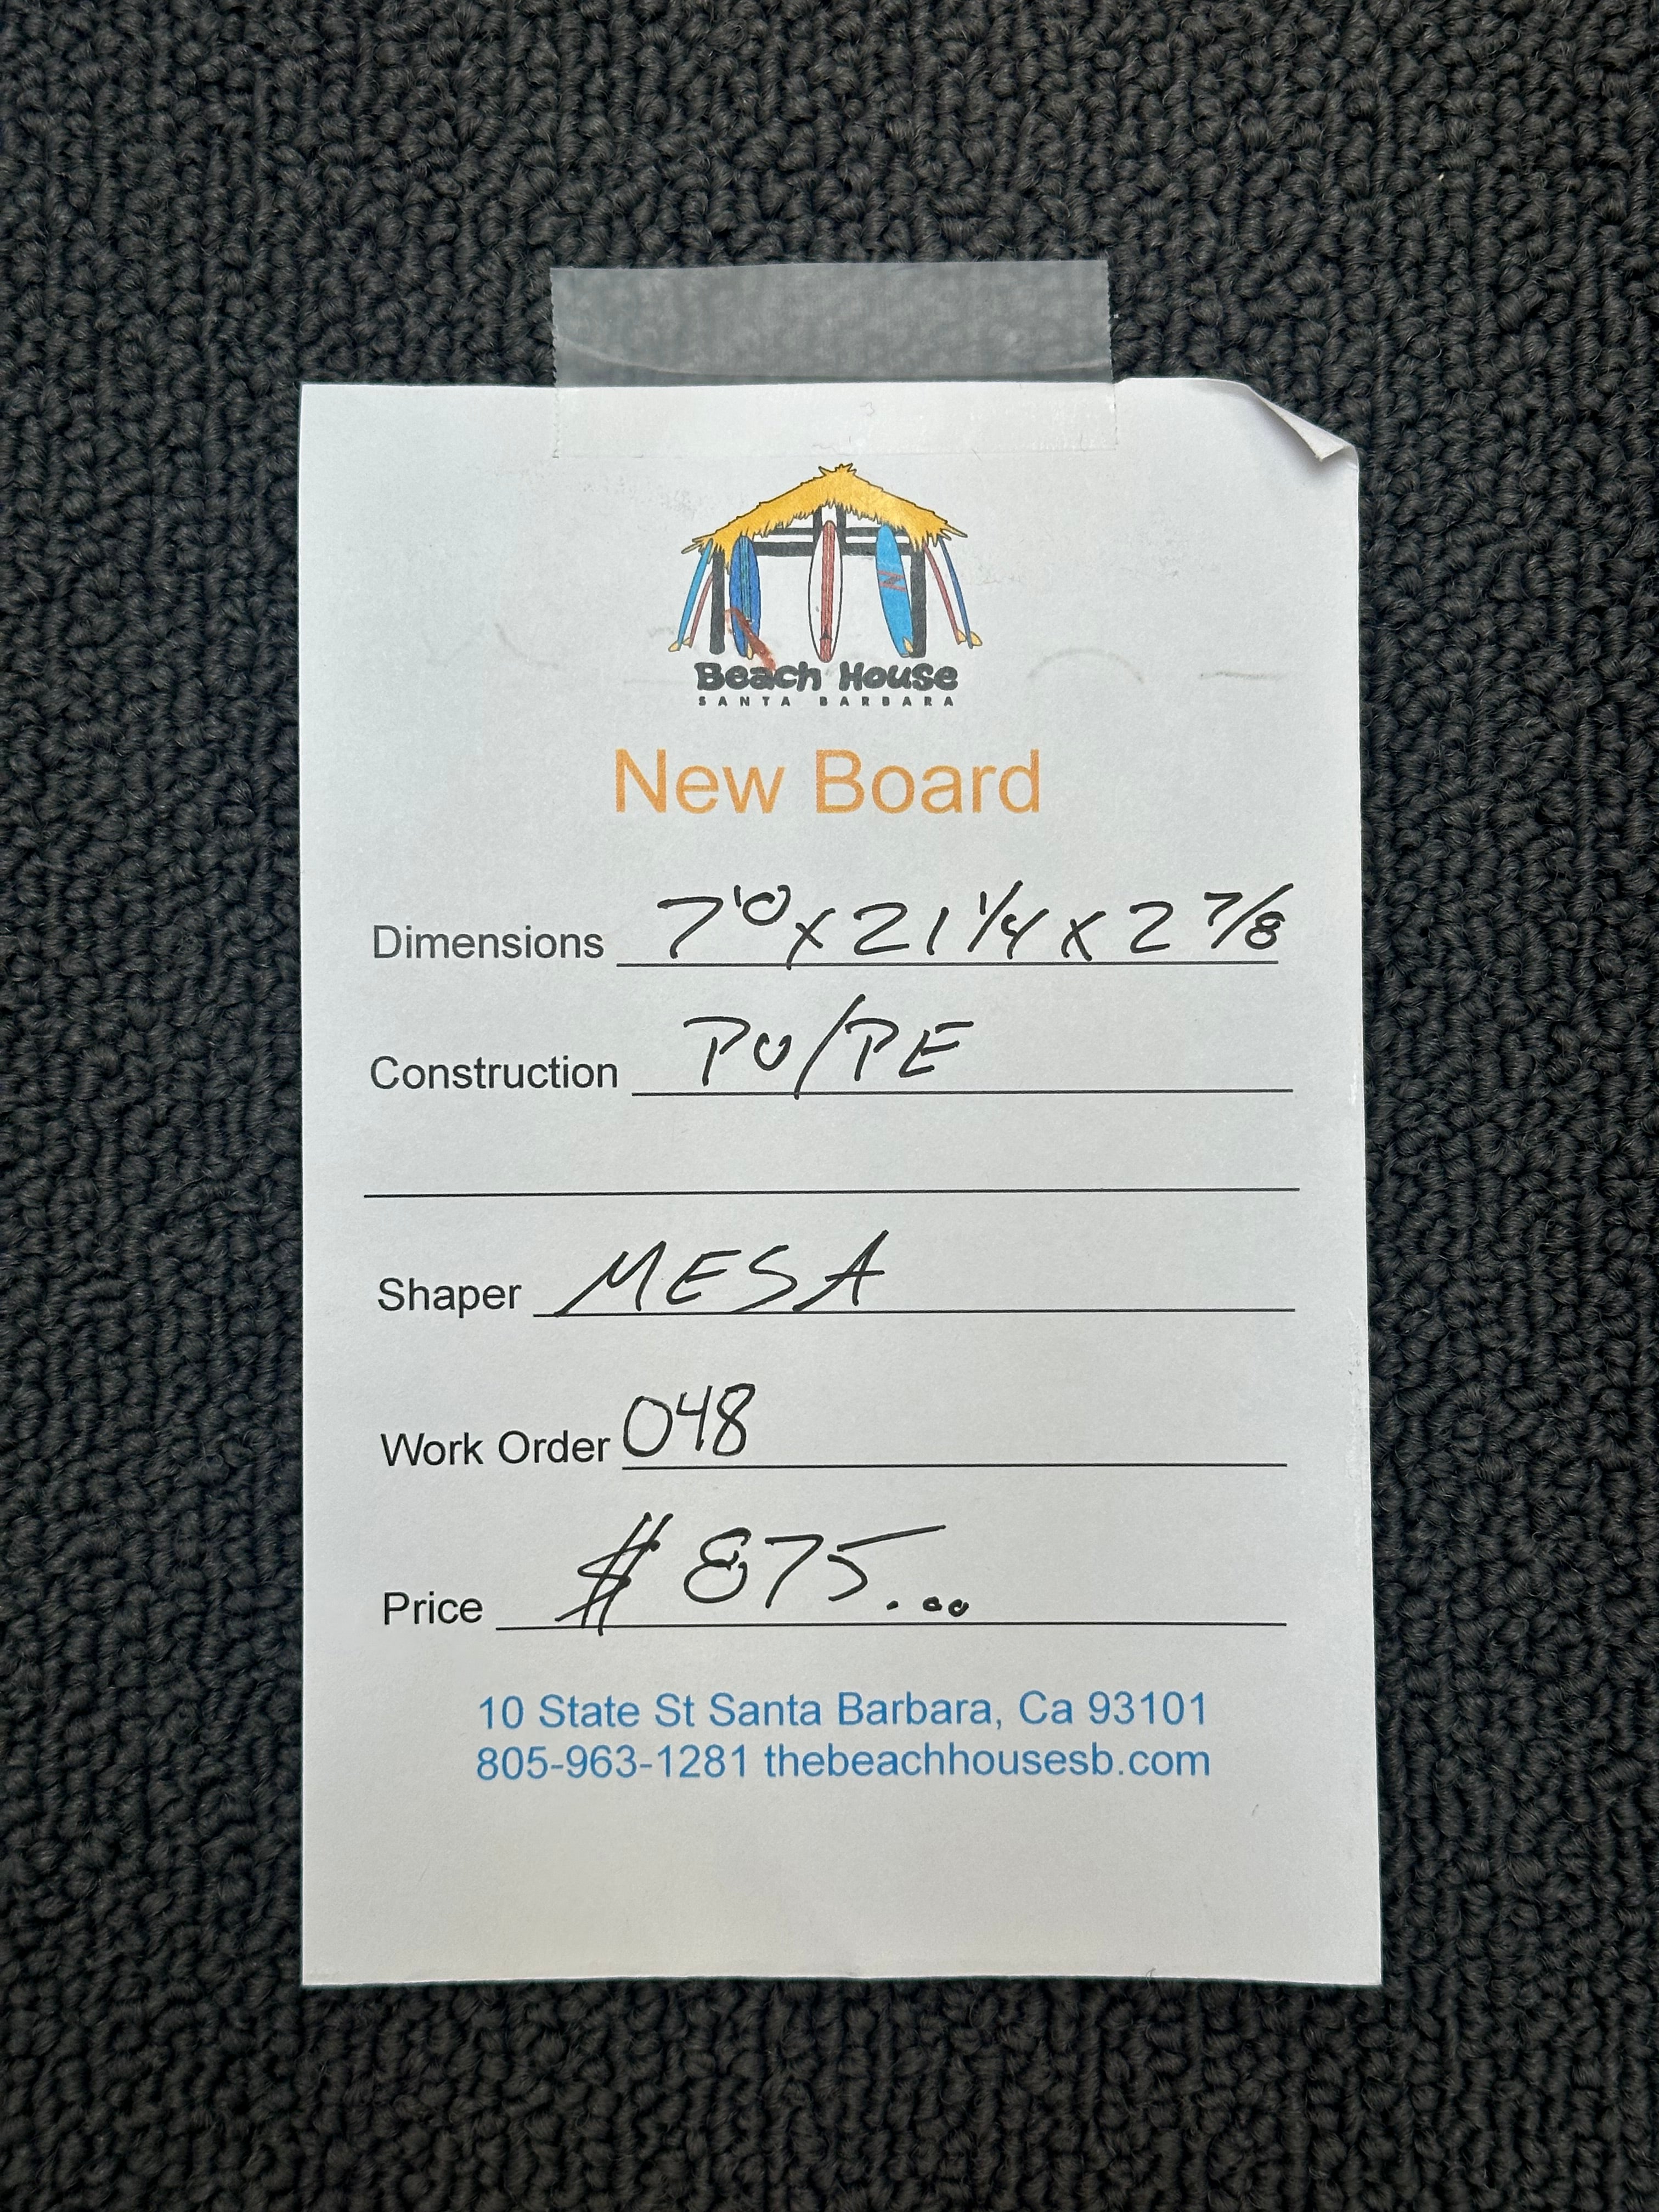 Beach House
SANTA BARBARA
New Board
Dimensions 7'0 x 21 1/4 x 2 7/8
Construction PU/PE
Shaper MESA
Work Order 048
Price $875.00
10 State St Santa Barbara, Ca 93101
805-963-1281 thebeachhousesb.com